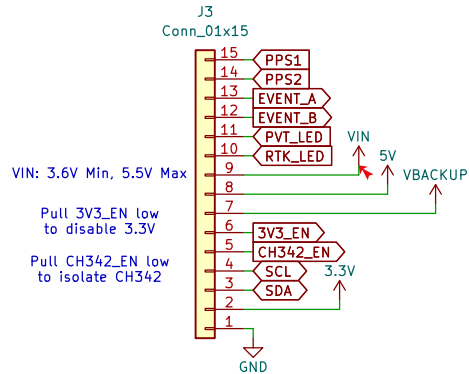 J3
Conn_01x15
15 PPS1
14 PPS2
13 EVENT_A
12 EVENT_B
11 PVT_LED
10 RTK_LED
VIN
5V
VBACKUP
VIN: 3.6V Min, 5.5V Max
9
8
7
Pull 3V3_EN low
to disable 3.3V
6 3V3_EN
5 CH342_EN
Pull CH342_EN low
to isolate CH342
4 SCL
3 SDA
3.3V
2
1
GND